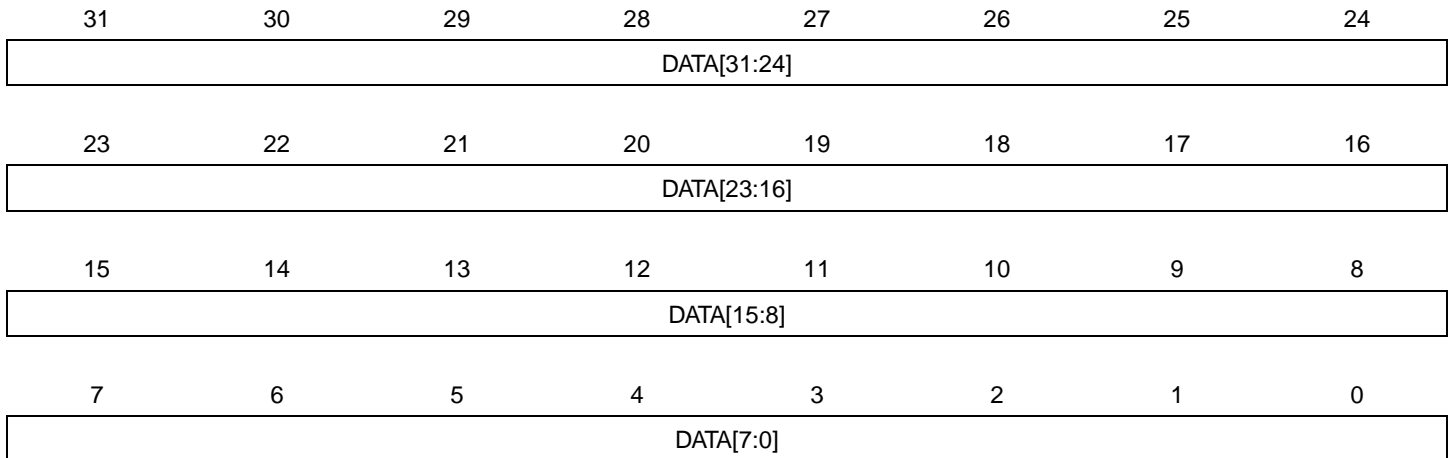 31 30 29 28 27 26 25 24
DATA[31:24]
23 22 21 20 19 18 17 16
DATA[23:16]
15 14 13 12 11 10 9 8
DATA[15:8]
7 6 5 4 3 2 1 0
DATA[7:0]